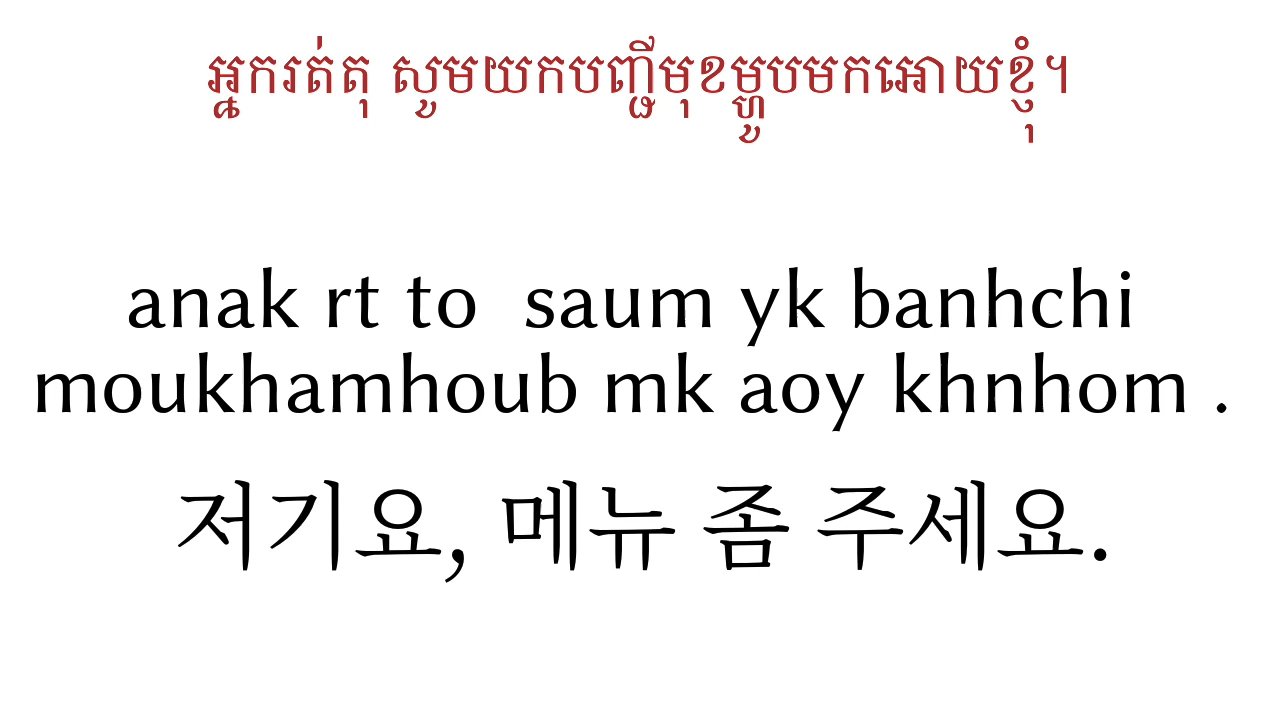 អ្នករត់តុ សូមយកបញ្ជីមុខម្ហូបមកអោយខ្ញុំ។
anak rt to saum yk banhchi
moukhamhoub mk aoy khnhom .
저기요, 메뉴 좀 주세요.